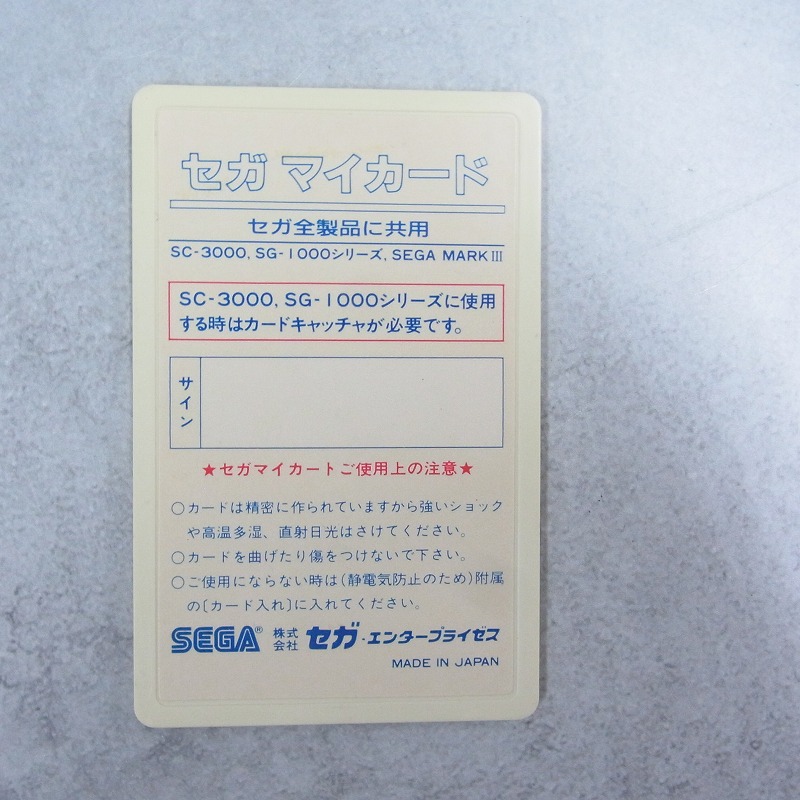 セガ マイカード
セガ全製品に共用
SC-3000, SG-1000シリーズ, SEGA MARK III
SC-3000, SG-1000シリーズに使用
する時はカードキャッチャが必要です。
サイン
★セガマイカートご使用上の注意★
○カードは精密に作られていますから強いショック
や高温多湿、直射日光はさけてください。
○カードを曲げたり傷をつけないで下さい。
○ご使用にならない時は(静電気防止のため)附属
の〔カード入れ〕に入れてください。
SEGA® 株式会社 セガ・エンタープライゼス
MADE IN JAPAN